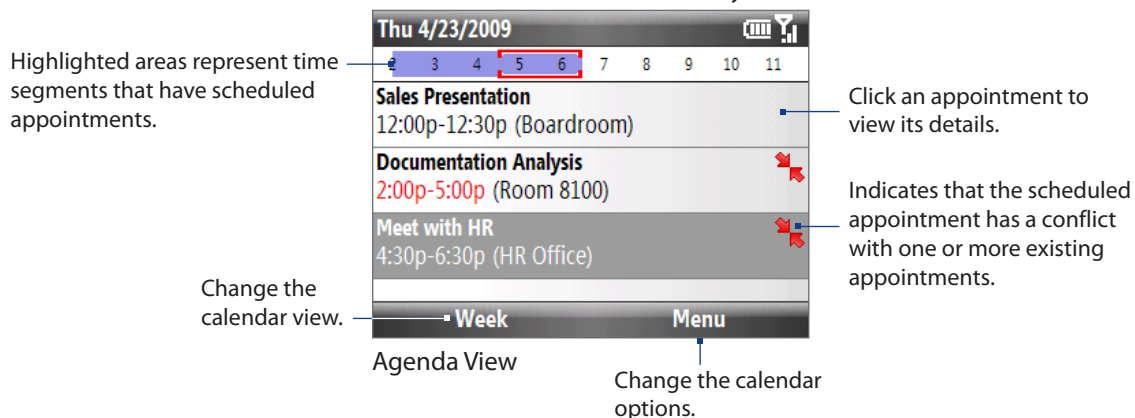 Thu 4/23/2009
2 3 4 5 6 7 8 9 10 11
Highlighted areas represent time
segments that have scheduled
appointments.
Sales Presentation
12:00p-12:30p (Boardroom)
Click an appointment to
view its details.
Documentation Analysis
2:00p-5:00p (Room 8100)
Meet with HR
4:30p-6:30p (HR Office)
Indicates that the scheduled
appointment has a conflict
with one or more existing
appointments.
Change the
calendar view.
Week Menu
Agenda View
Change the calendar
options.